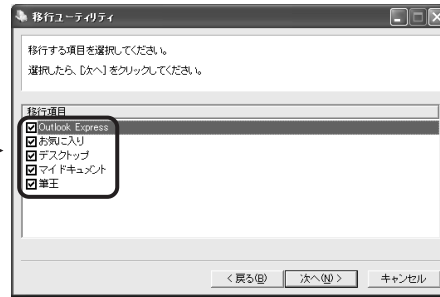 移行ユーティリティ
移行する項目を選択してください。
選択したら、[次へ] をクリックしてください。
移行項目
Outlook Express
お気に入り
デスクトップ
マイ ドキュメント
筆王
< 戻る(B)
次へ(N) >
キャンセル